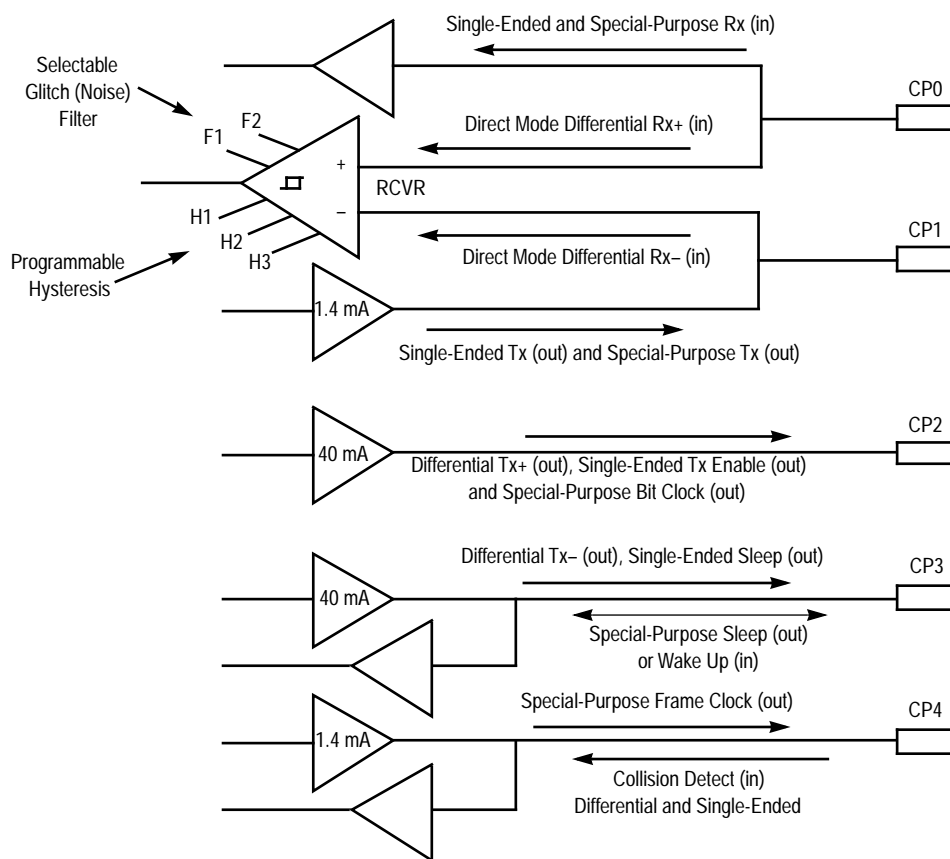 Single-Ended and Special-Purpose Rx (in)
Selectable
Glitch (Noise)
Filter
CP0
F2
F1
Direct Mode Differential Rx+ (in)
+
RCVR
–
H1
H2
H3
CP1
Direct Mode Differential Rx– (in)
Programmable
Hysteresis
1.4 mA
Single-Ended Tx (out) and Special-Purpose Tx (out)
CP2
40 mA
Differential Tx+ (out), Single-Ended Tx Enable (out)
and Special-Purpose Bit Clock (out)
Differential Tx– (out), Single-Ended Sleep (out)
CP3
40 mA
Special-Purpose Sleep (out)
or Wake Up (in)
Special-Purpose Frame Clock (out)
CP4
1.4 mA
Collision Detect (in)
Differential and Single-Ended